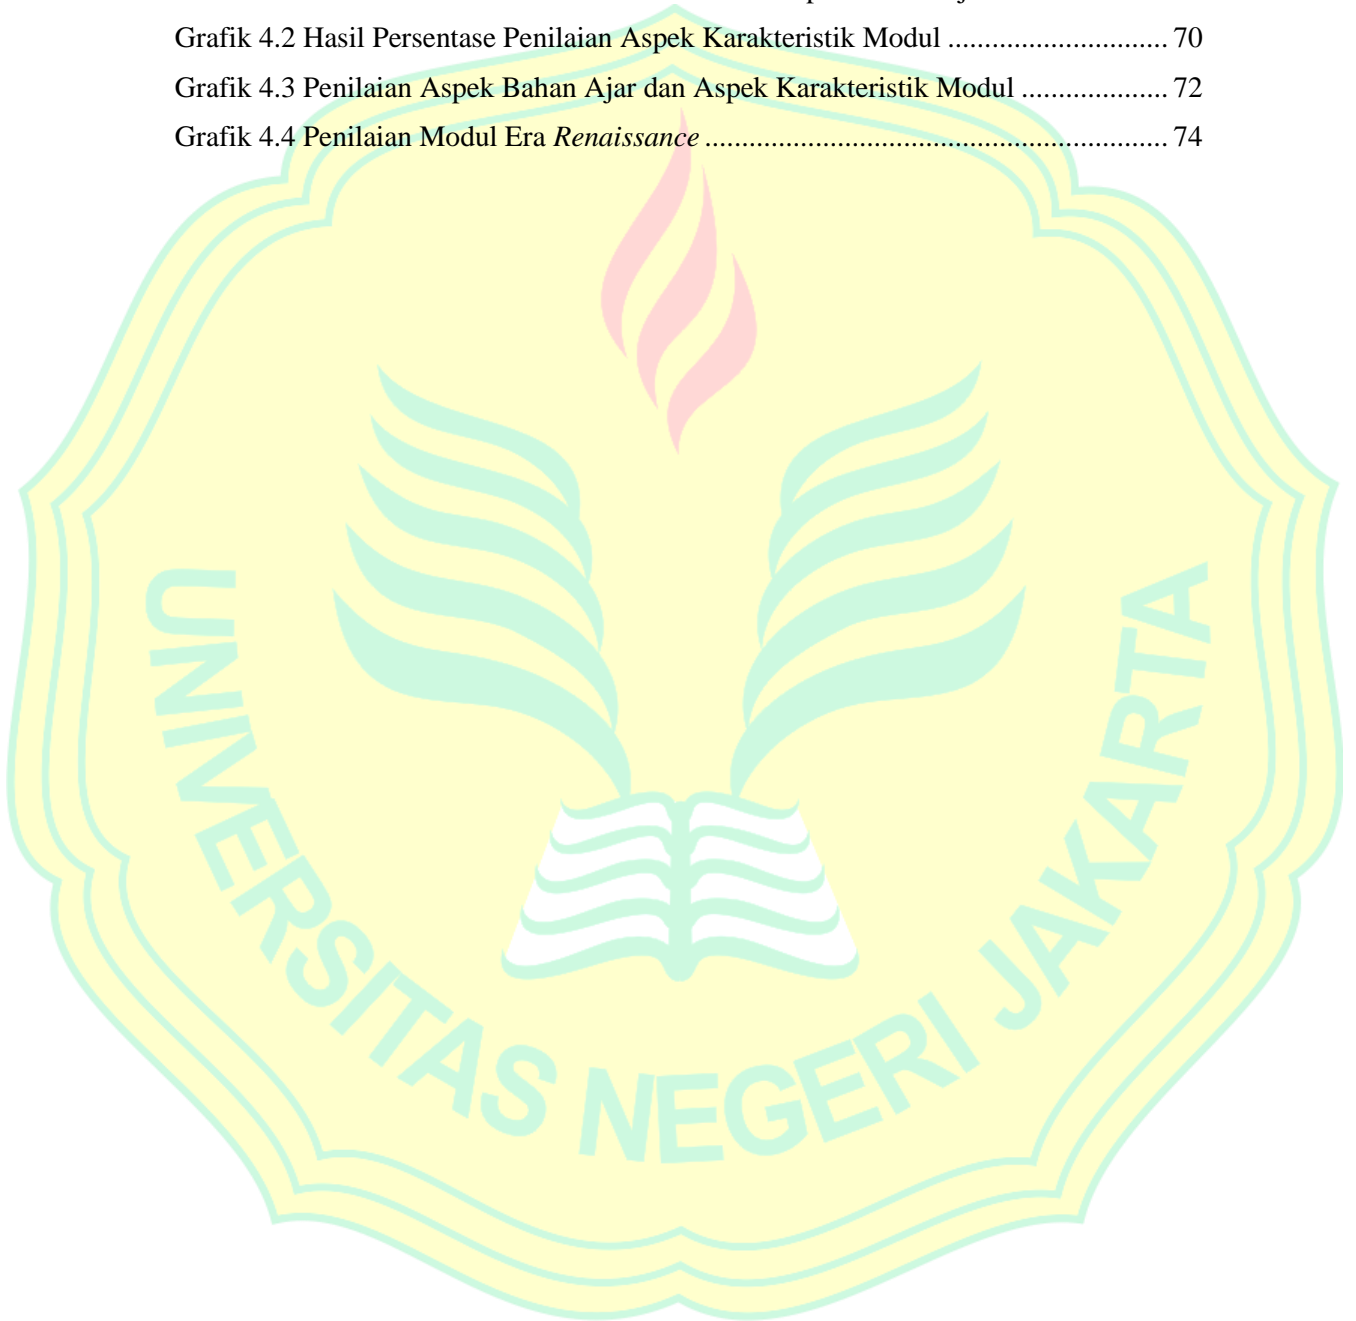 Grafik 4.2 Hasil Persentase Penilaian Aspek Karakteristik Modul .............................. 70
Grafik 4.3 Penilaian Aspek Bahan Ajar dan Aspek Karakteristik Modul .................... 72
Grafik 4.4 Penilaian Modul Era Renaissance ............................................................... 74
UNIVERSITAS NEGERI JAKARTA